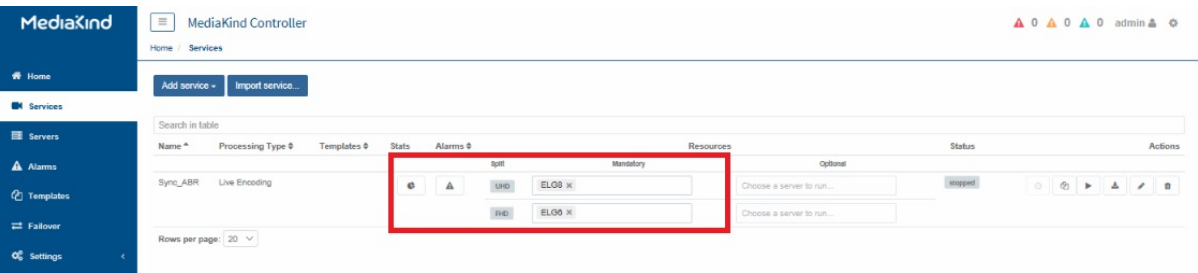 MediaKind
MediaKind Controller
0 0 0 admin
Home / Services
Home
Services
Servers
Alarms
Templates
Failover
Settings
Add service
Import service...
Search in table
Name Processing Type Templates Stats Alarms Resources Status Actions
Split Mandatory Optional
Sync_ABR Live Encoding UHD ELG8 × Choose a server to run... stopped
FHD ELG6 × Choose a server to run...
Rows per page: 20